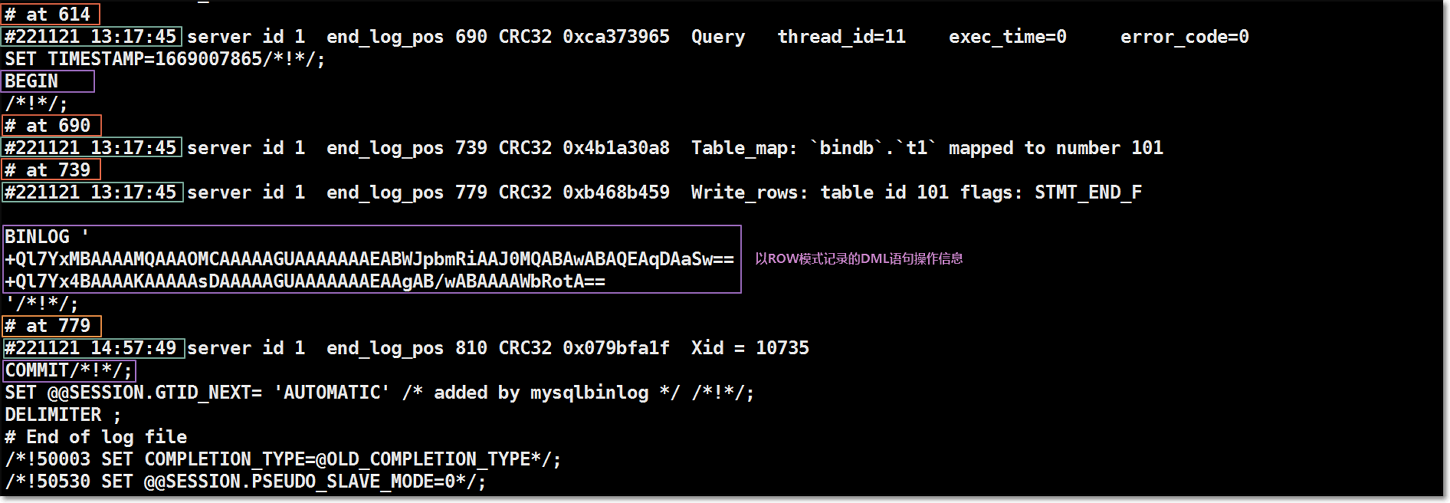 # at 614
#221121 13:17:45 server id 1  end_log_pos 690 CRC32 0xca373965  Query   thread_id=11    exec_time=0     error_code=0
SET TIMESTAMP=1669007865/*!*/;
BEGIN
/*!*/;
# at 690
#221121 13:17:45 server id 1  end_log_pos 739 CRC32 0x4b1a30a8  Table_map: `bindb`.`t1` mapped to number 101
# at 739
#221121 13:17:45 server id 1  end_log_pos 779 CRC32 0xb468b459  Write_rows: table id 101 flags: STMT_END_F
BINLOG '
+Ql7YxMBAAAAMQAAAOMCAAAAAGUAAAAAAAEABWJpbmRiAAJ0MQABAwABAQEAqDAaSw==
以ROW模式记录的DML语句操作信息
+Ql7Yx4BAAAAKAAAAAsDAAAAAGUAAAAAAAEAAgAB/wABAAAAWbRotA==
'/*!*/;
# at 779
#221121 14:57:49 server id 1  end_log_pos 810 CRC32 0x079bfa1f  Xid = 10735
COMMIT/*!*/;
SET @@SESSION.GTID_NEXT= 'AUTOMATIC' /* added by mysqlbinlog */ /*!*/;
DELIMITER ;
# End of log file
/*!50003 SET COMPLETION_TYPE=@OLD_COMPLETION_TYPE*/;
/*!50530 SET @@SESSION.PSEUDO_SLAVE_MODE=0*/;